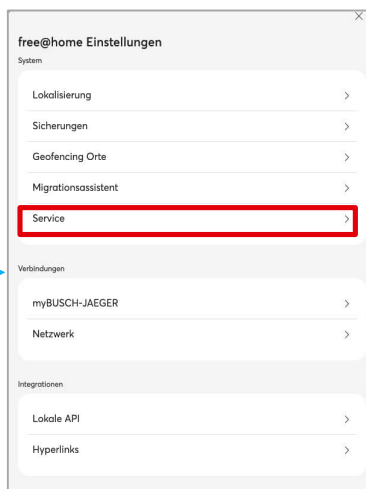 free@home Einstellungen
System
Lokalisierung
Sicherungen
Geofencing Orte
Migrationsassistent
Service
Verbindungen
myBUSCH-JAEGER
Netzwerk
Integrationen
Lokale API
Hyperlinks